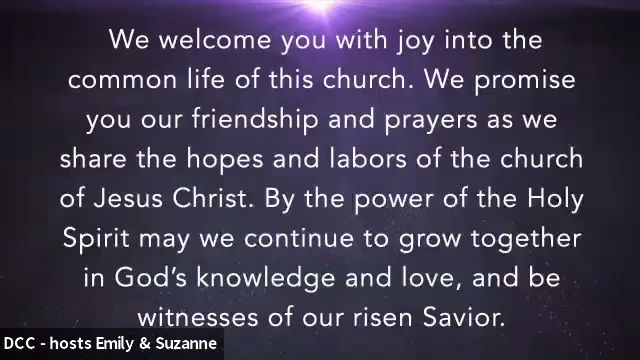 We welcome you with joy into the
common life of this church. We promise
you our friendship and prayers as we
share the hopes and labors of the church
of Jesus Christ. By the power of the Holy
Spirit may we continue to grow together
in God’s knowledge and love, and be
witnesses of our risen Savior.
DCC - hosts Emily & Suzanne